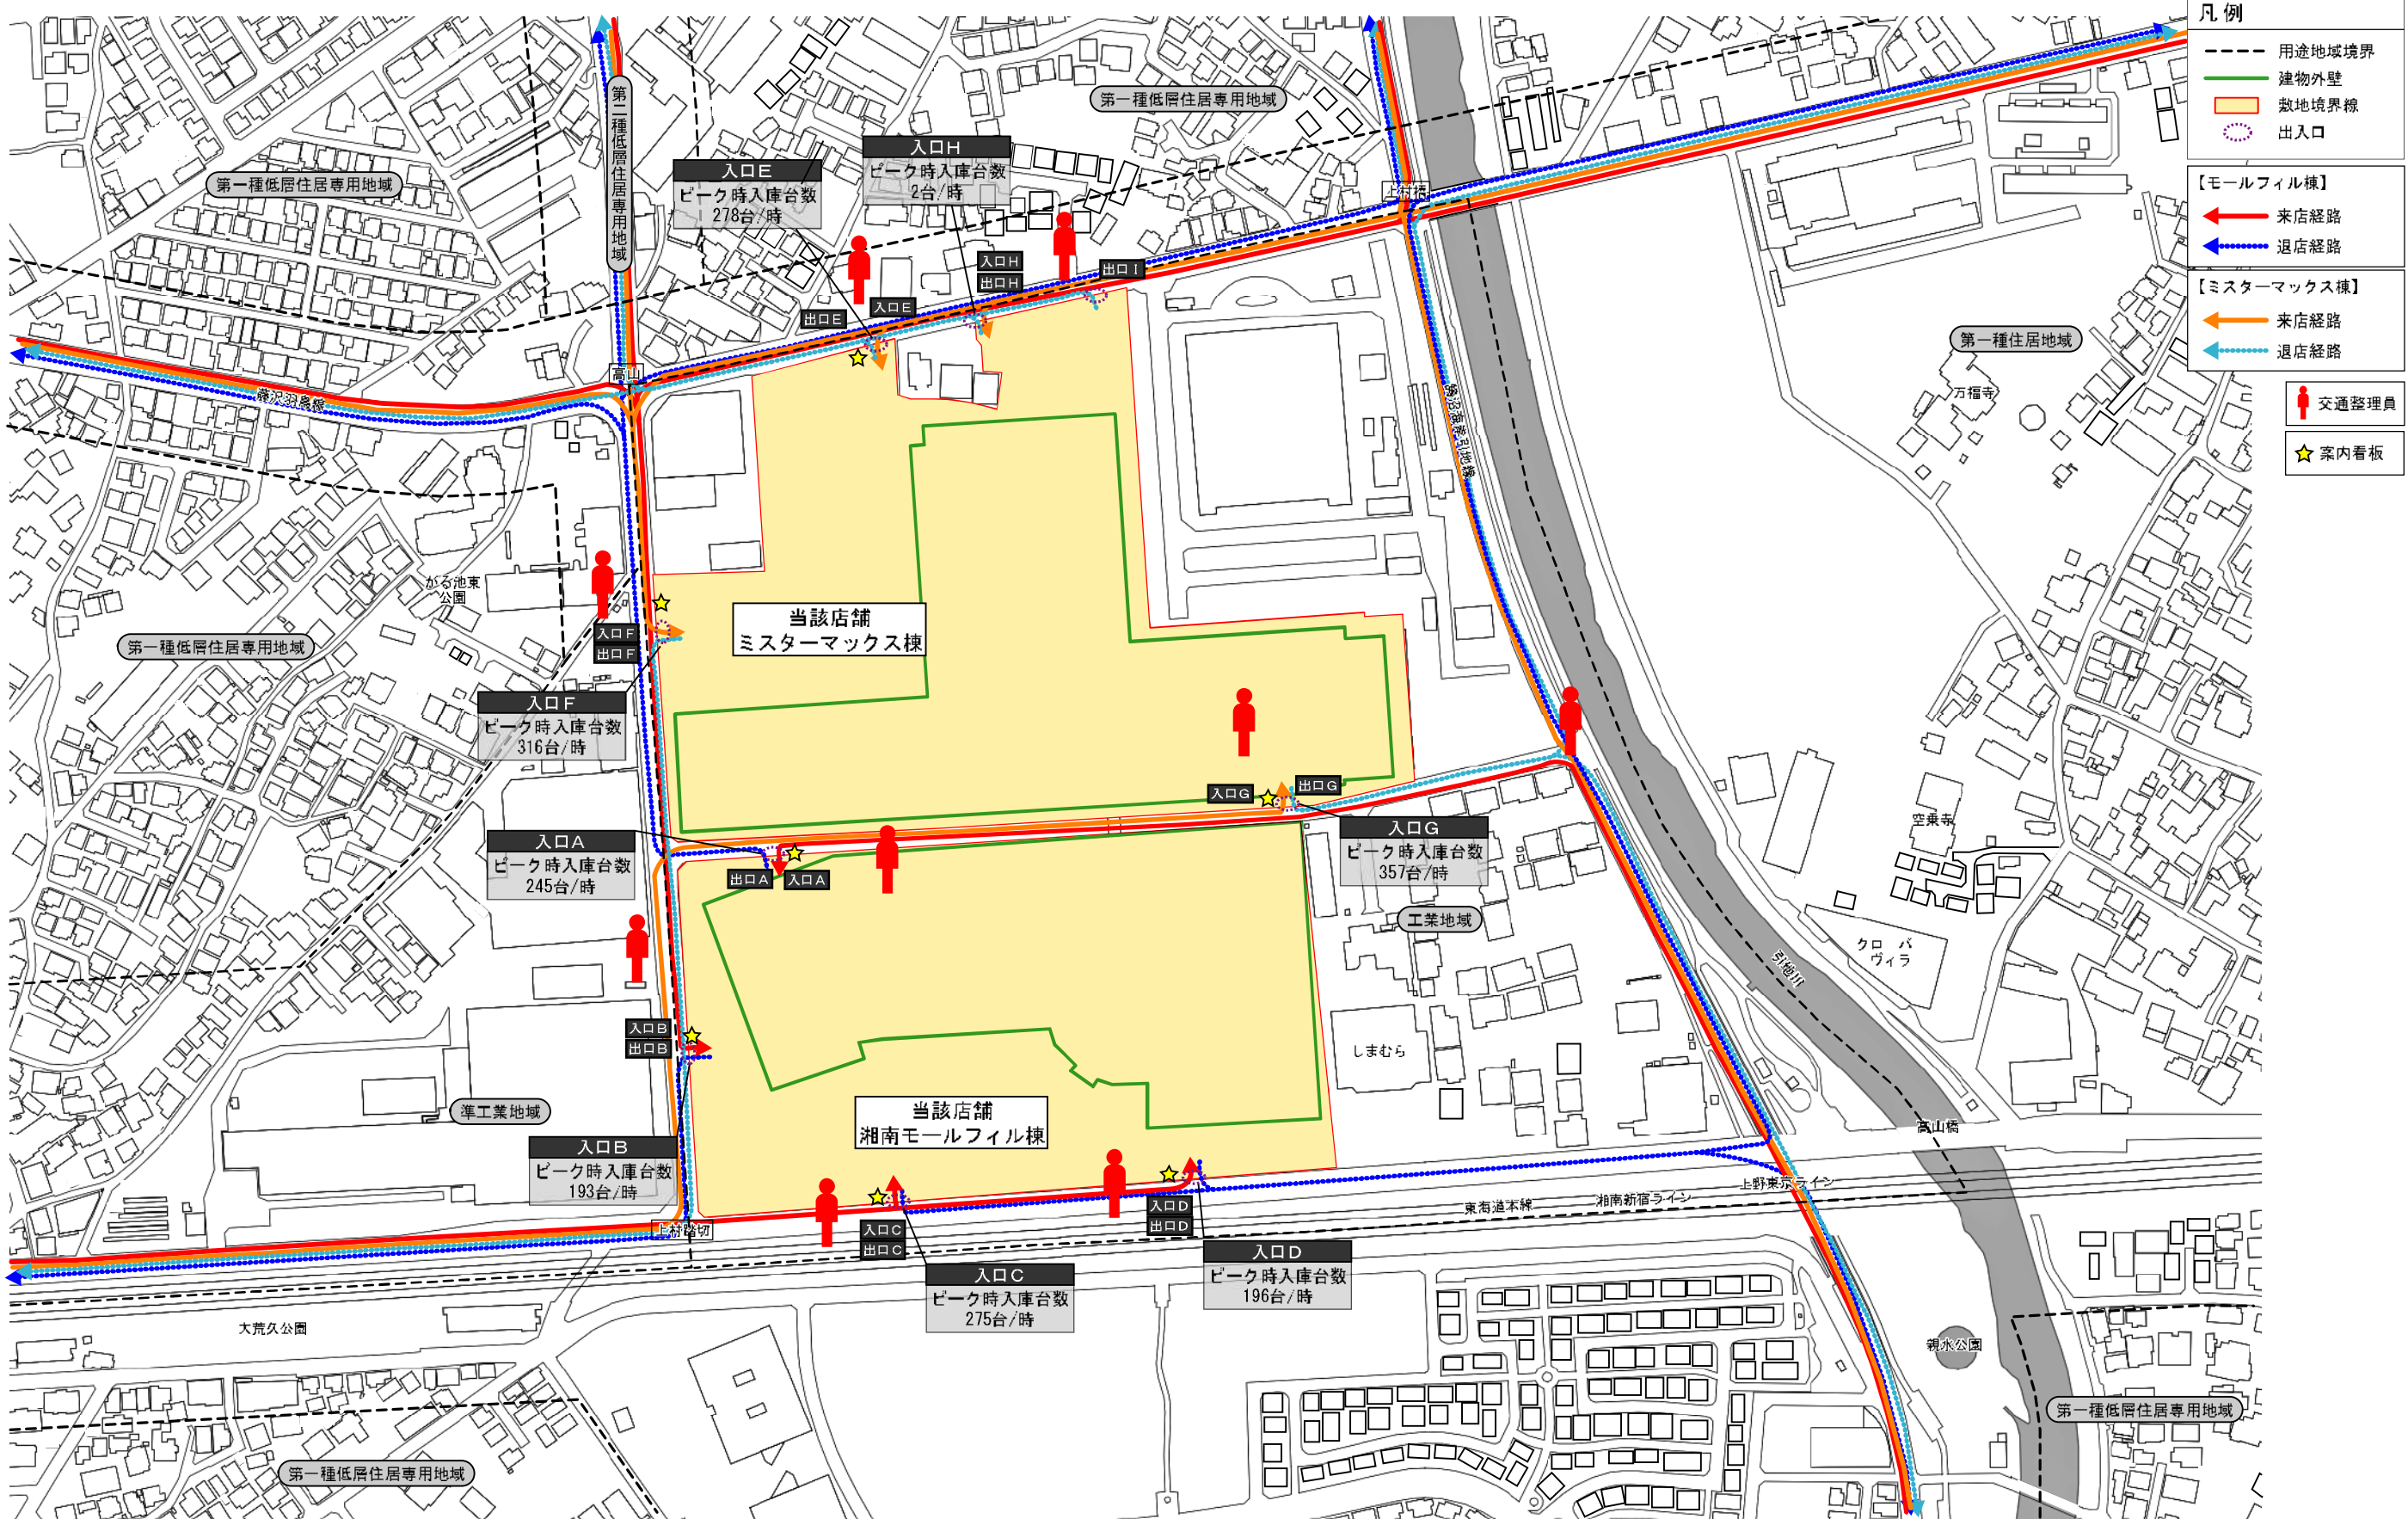 凡例
用途地域境界
建物外壁
敷地境界線
出入口
【モールフィル棟】
来店経路
退店経路
【ミスターマックス棟】
来店経路
退店経路
交通整理員
案内看板
第二種低層住居専用地域
第一種低層住居専用地域
第一種低層住居専用地域
入口H
ピーク時入庫台数
2台/時
入口E
ピーク時入庫台数
278台/時
上村橋
入口H
出口H
出口I
入口E
出口E
高山
藤沢羽鳥線
鵠沼海岸引地線
第一種住居地域
万福寺
がる池東
公園
第一種低層住居専用地域
入口F
出口F
当該店舗
ミスターマックス棟
入口F
ピーク時入庫台数
316台/時
入口G
出口G
入口A
ピーク時入庫台数
245台/時
出口A
入口A
入口G
ピーク時入庫台数
357台/時
空乗寺
工業地域
クローバ
ヴィラ
引地川
入口B
出口B
しまむら
準工業地域
当該店舗
湘南モールフィル棟
高山橋
入口B
ピーク時入庫台数
193台/時
上村踏切
入口C
出口C
入口D
出口D
東海道本線
湘南新宿ライン
上野東京ライン
入口D
ピーク時入庫台数
196台/時
入口C
ピーク時入庫台数
275台/時
大荒久公園
親水公園
第一種低層住居専用地域
第一種低層住居専用地域